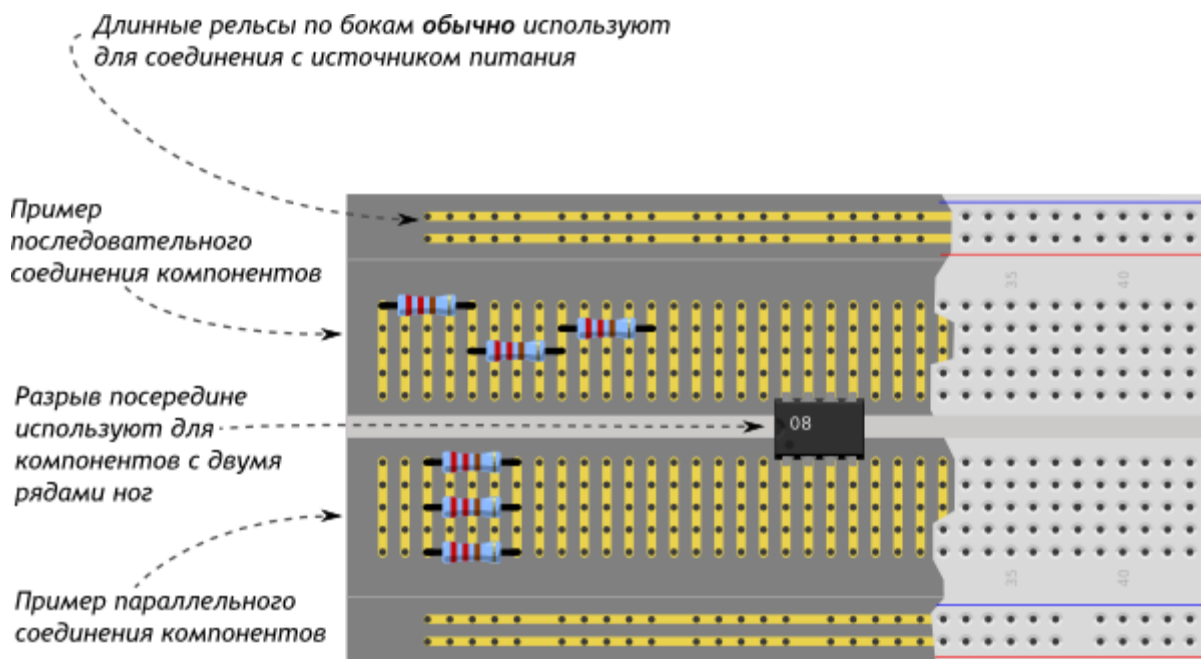 Длинные рельсы по бокам обычно используют
для соединения с источником питания
Пример
последовательного
соединения компонентов
35
40
Разрыв посередине
используют для
компонентов с двумя
рядами ног
08
35
40
Пример параллельного
соединения компонентов